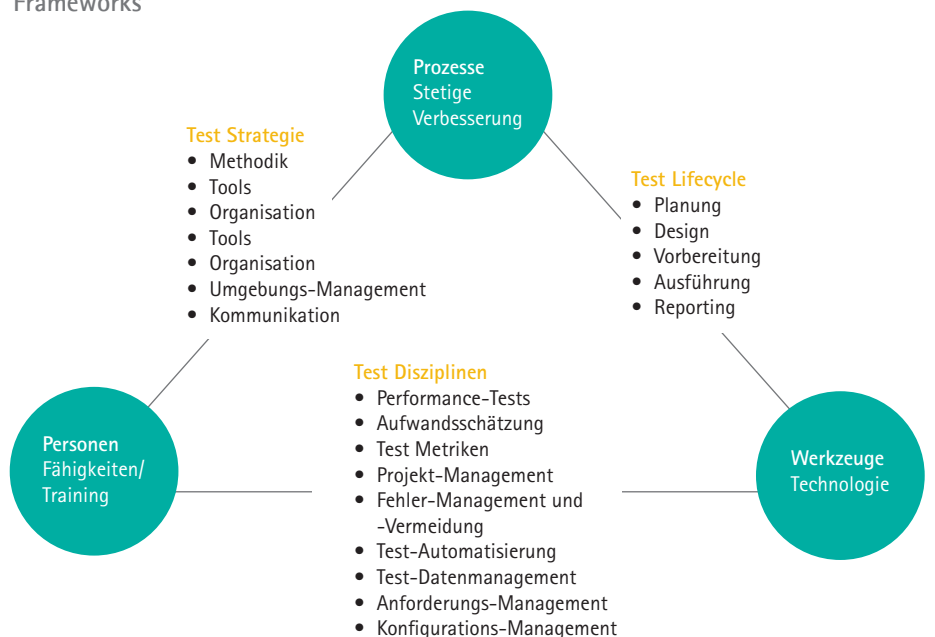 Frameworks
Prozesse
Stetige
Verbesserung
Test Strategie
• Methodik
• Tools
• Organisation
• Tools
• Organisation
• Umgebungs-Management
• Kommunikation
Test Lifecycle
• Planung
• Design
• Vorbereitung
• Ausführung
• Reporting
Test Disziplinen
• Performance-Tests
• Aufwandsschätzung
• Test Metriken
• Projekt-Management
• Fehler-Management und
-Vermeidung
• Test-Automatisierung
• Test-Datenmanagement
• Anforderungs-Management
• Konfigurations-Management
Personen
Fähigkeiten/
Training
Werkzeuge
Technologie